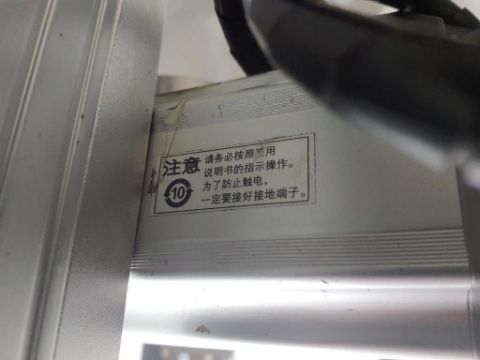 注意
请务必按照使用
说明书的指示操作。
为了防止触电，
一定要接好接地端子。
10